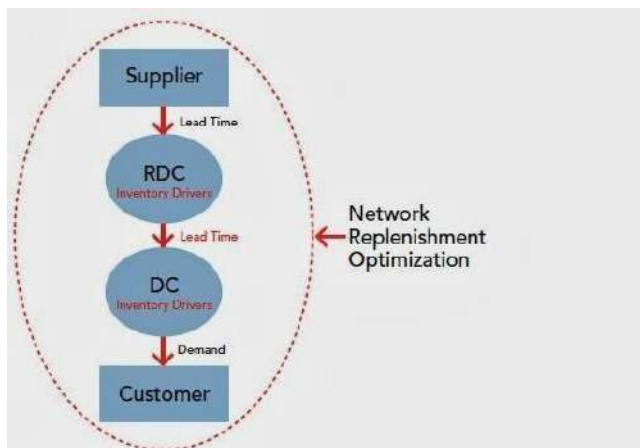 Supplier
Lead Time
RDC
Inventory Drivers
Lead Time
DC
Inventory Drivers
Demand
Customer
Network
Replenishment
Optimization